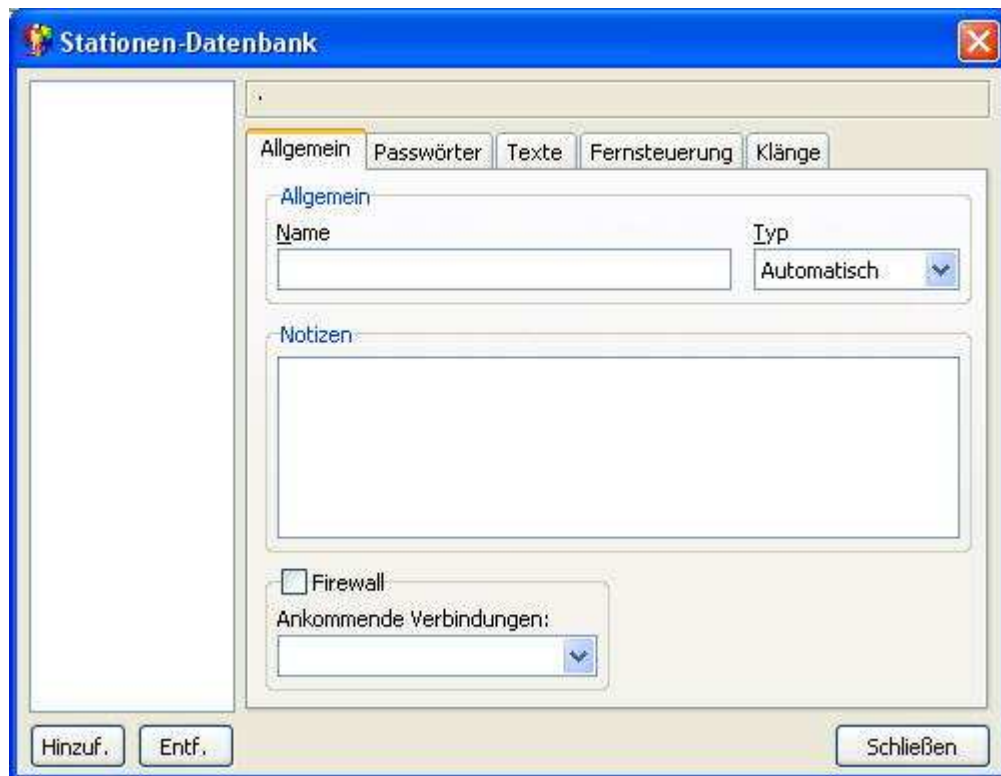 Stationen-Datenbank
Allgemein Passwörter Texte Fernsteuerung Klänge
Allgemein
Name Typ
Automatisch
Notizen
Firewall
Ankommende Verbindungen:
Hinzuf. Entf. Schließen